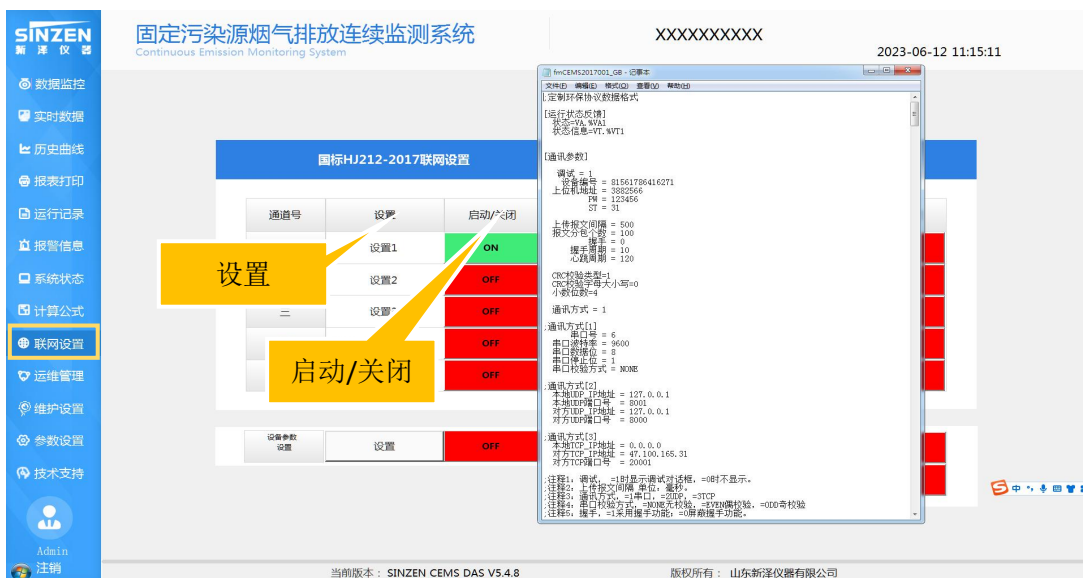 SINZEN
新泽仪器
固定污染源烟气排放连续监测系统
Continuous Emission Monitoring System
XXXXXXXXXX
2023-06-12 11:15:11
数据监控
实时数据
历史曲线
报表打印
运行记录
报警信息
系统状态
计算公式
联网设置
运维管理
维护设置
参数设置
技术支持
Admin
注销
国标HJ212-2017联网设置
通道号 设置 启动/关闭
设置1 ON
设置2 OFF
三 OFF
OFF
OFF
设置
启动/关闭
设备参数
设置
设置 OFF
fmCEMS2017001_GB - 记事本
文件(F) 编辑(E) 格式(O) 查看(V) 帮助(H)
;定制环保协议数据格式
[运行状态反馈]
状态=VA.%VA1
状态信息=VT.%VT1
[通讯参数]
调试 = 1
设备编号 = 81561786416271
上位机地址 = 3882566
PW = 123456
ST = 31
上传报文间隔 = 500
报文分包个数 = 100
握手 = 0
握手周期 = 10
心跳周期 = 120
CRC校验类型=1
CRC校验字母大小写=0
小数位数=4
通讯方式 = 1
;通讯方式[1]
串口号 = 6
串口波特率 = 9600
串口数据位 = 8
串口停止位 = 1
串口校验方式 = NONE
;通讯方式[2]
本地UDP_IP地址 = 127.0.0.1
本地UDP端口号 = 8001
对方UDP_IP地址 = 127.0.0.1
对方UDP端口号 = 8000
;通讯方式[3]
本地TCP_IP地址 = 0.0.0.0
对方TCP_IP地址 = 47.100.165.31
对方TCP端口号 = 20001
;注释1: 调试, =1时显示调试对话框, =0时不显示。
;注释2: 上传报文间隔 单位: 毫秒。
;注释3: 通讯方式, =1串口, =2UDP, =3TCP
;注释4: 串口校验方式, =NONE无校验, =EVEN偶校验, =ODD奇校验
;注释5: 握手, =1采用握手功能; =0屏蔽握手功能。
中
当前版本： SINZEN CEMS DAS V5.4.8
版权所有： 山东新泽仪器有限公司